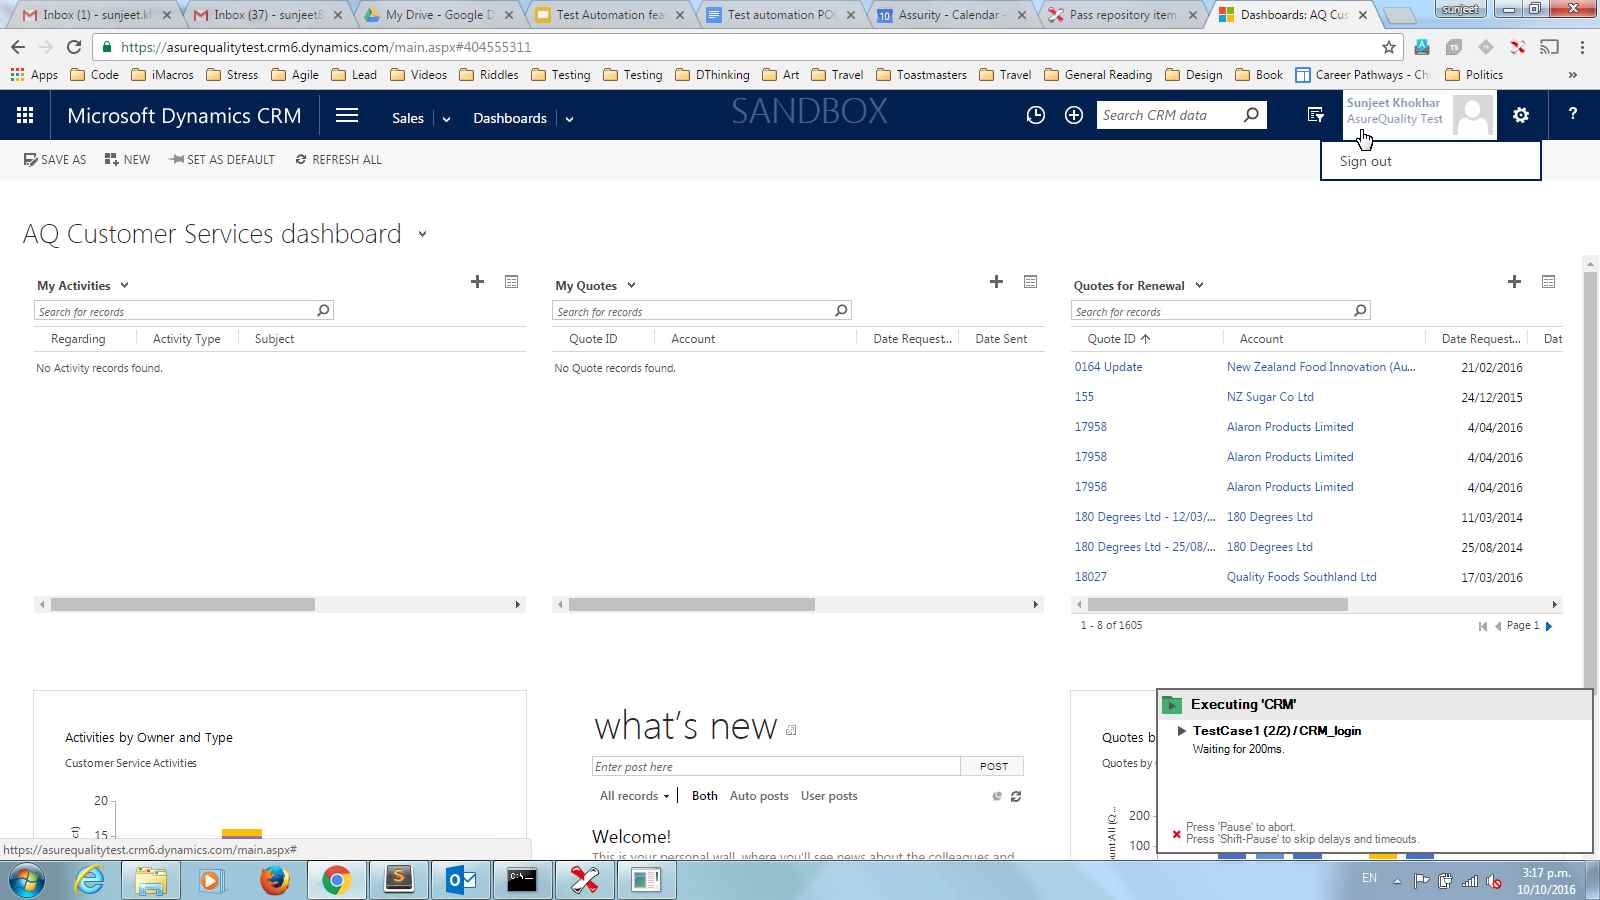 Inbox (1) - sunjeet.k
Inbox (37) - sunjeet
My Drive - Google D
Test Automation fea
Test automation PO
10
Assurity - Calendar -
Pass repository item
Dashboards: AQ Cus
sunjeet
https://asurequalitytest.crm6.dynamics.com/main.aspx#404555311
Apps
Code
iMacros
Stress
Agile
Lead
Videos
Riddles
Testing
Testing
DThinking
Art
Travel
Toastmasters
Travel
General Reading
Design
Book
Career Pathways - Ch
Politics
»
Microsoft Dynamics CRM
Sales
Dashboards
SANDBOX
Search CRM data
Sunjeet Khokhar
AsureQuality Test
?
SAVE AS
NEW
SET AS DEFAULT
REFRESH ALL
Sign out
AQ Customer Services dashboard
My Activities
Search for records
Regarding
Activity Type
Subject
No Activity records found.
My Quotes
Search for records
Quote ID
Account
Date Request...
Date Sent
No Quote records found.
Quotes for Renewal
Search for records
Quote ID
Account
Date Request...
Dat
0164 Update New Zealand Food Innovation (Au... 21/02/2016
155 NZ Sugar Co Ltd 24/12/2015
17958 Alaron Products Limited 4/04/2016
17958 Alaron Products Limited 4/04/2016
17958 Alaron Products Limited 4/04/2016
180 Degrees Ltd - 12/03/... 180 Degrees Ltd 11/03/2014
180 Degrees Ltd - 25/08/... 180 Degrees Ltd 25/08/2014
18027 Quality Foods Southland Ltd 17/03/2016
1 - 8 of 1605
Page 1
Activities by Owner and Type
Customer Service Activities
20
15
ct)
what's new
Enter post here
POST
All records
Both
Auto posts
User posts
Welcome!
This is your personal wall, where you'll see news about the colleagues and
Quotes b
Quotes by
200
100
ount:All (Q...
Executing 'CRM'
TestCase1 (2/2) / CRM_login
Waiting for 200ms.
Press 'Pause' to abort.
Press 'Shift-Pause' to skip delays and timeouts.
https://asurequalitytest.crm6.dynamics.com/main.aspx#
EN
3:17 p.m.
10/10/2016